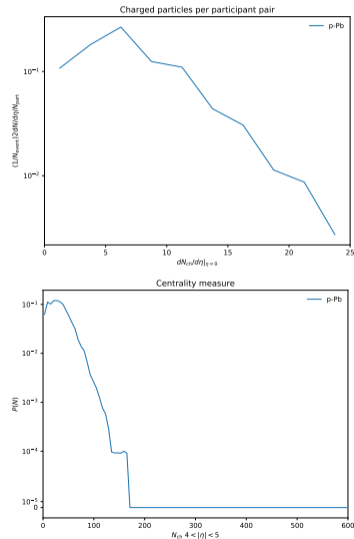 Charged particles per participant pair
p-Pb
(1/N_event)2dN/dη/N_part
10⁻¹
10⁻²
0 5 10 15 20 25
dN_ch/dη|η=0
Centrality measure
p-Pb
P(N)
10⁻¹
10⁻²
10⁻³
10⁻⁴
10⁻⁵
0
0 100 200 300 400 500 600
N_ch 4 < |η| < 5